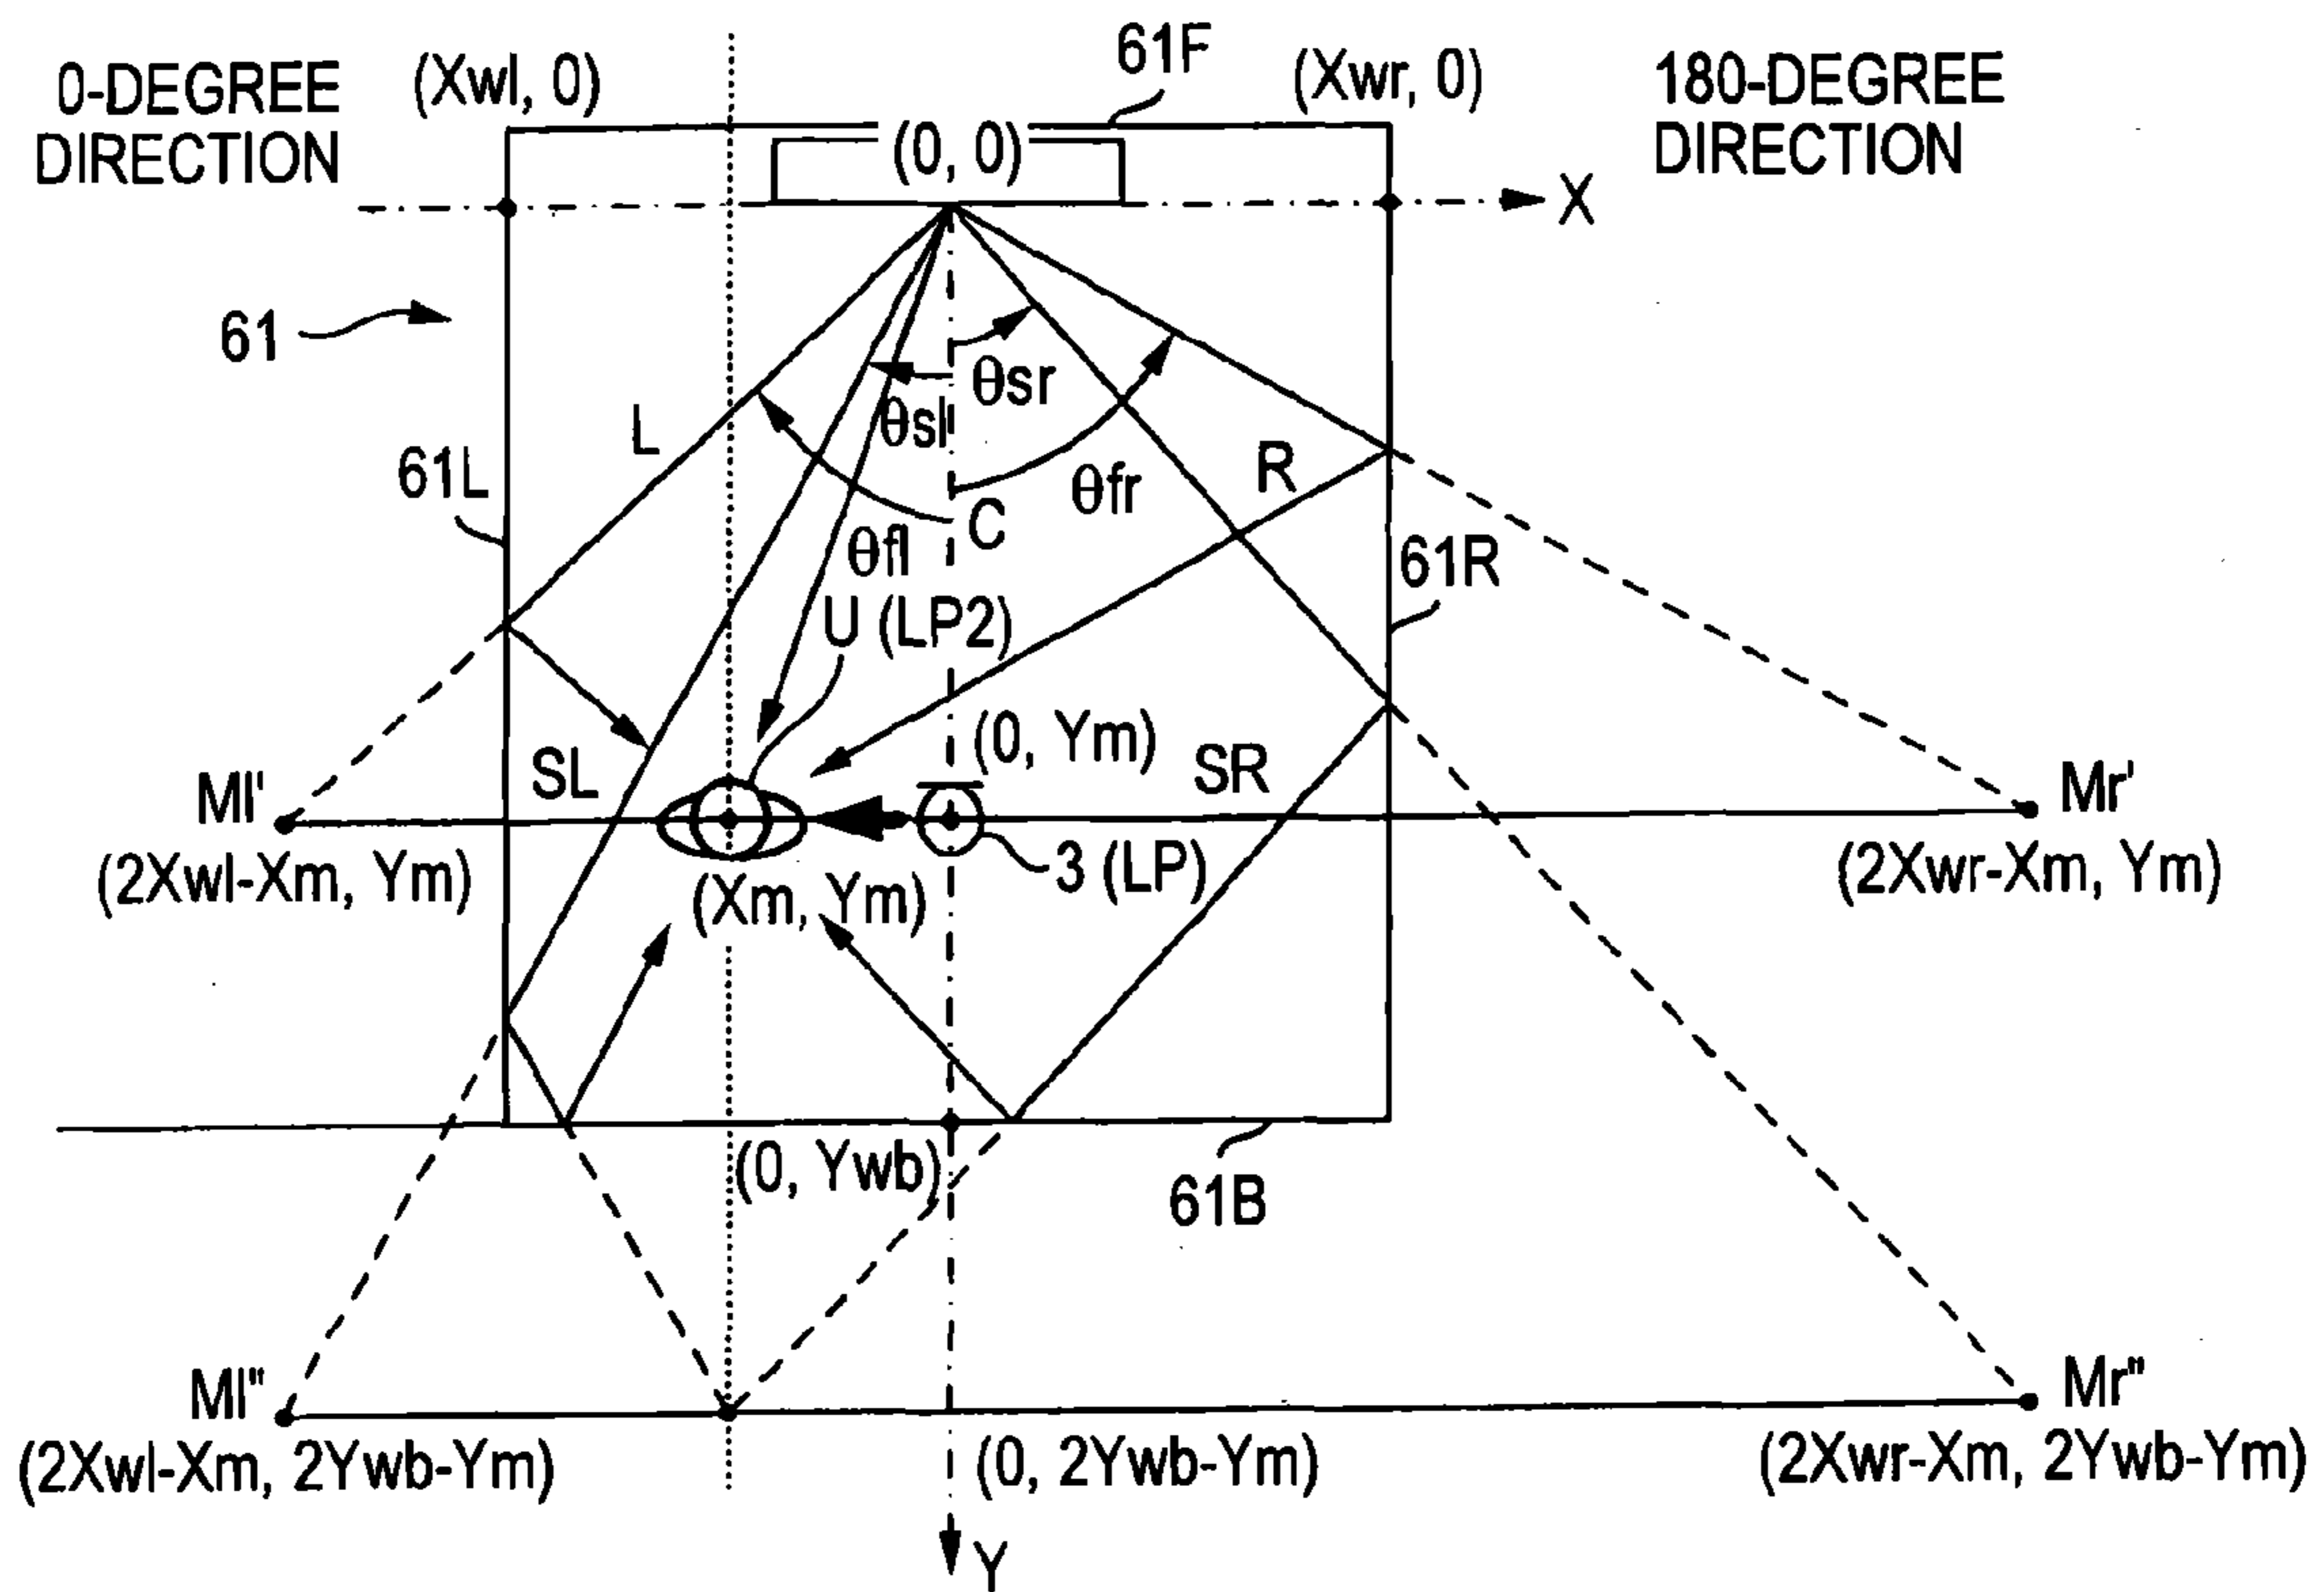 0-DEGREE
DIRECTION
(Xwl, 0)
61F
(Xwr, 0)
180-DEGREE
DIRECTION
(0, 0)
X
61
θsr
θsl
L
61L
R
θfr
C
θfl
61R
U (LP2)
(0, Ym)
SL
SR
Ml'
Mr'
(2Xwl-Xm, Ym)
(Xm, Ym)
3 (LP)
(2Xwr-Xm, Ym)
(0, Ywb)
61B
Ml"
Mr"
(2Xwl-Xm, 2Ywb-Ym)
(0, 2Ywb-Ym)
(2Xwr-Xm, 2Ywb-Ym)
Y